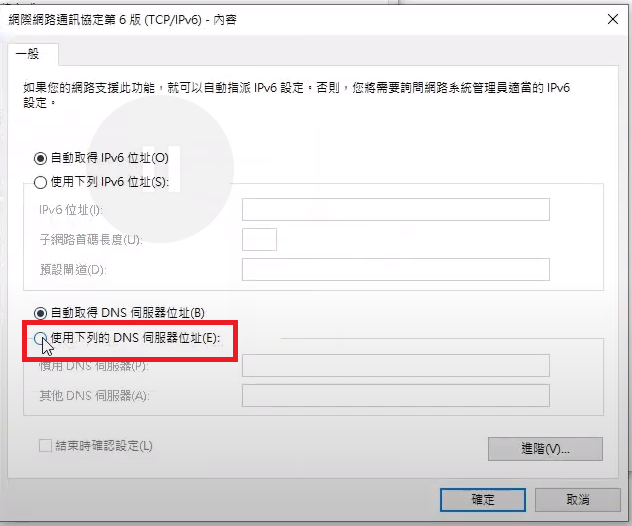 網際網路通訊協定第 6 版 (TCP/IPv6) - 內容
一般
如果您的網路支援此功能，就可以自動指派 IPv6 設定。否則，您將需要詢問網路系統管理員適當的 IPv6
設定。
自動取得 IPv6 位址(O)
使用下列 IPv6 位址(S):
IPv6 位址(I):
子網路首碼長度(U):
預設閘道(D):
自動取得 DNS 伺服器位址(B)
使用下列的 DNS 伺服器位址(E):
慣用 DNS 伺服器(P):
其他 DNS 伺服器(A):
結束時確認設定(L)
進階(V)...
確定
取消